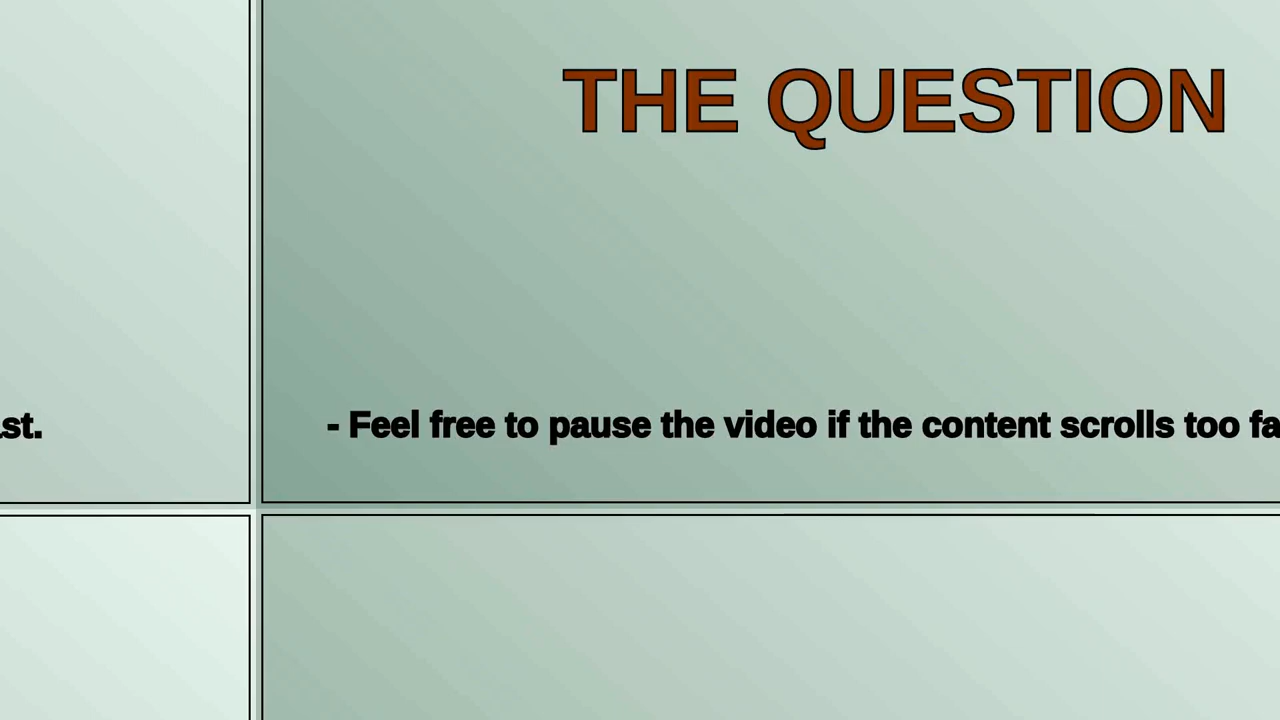 THE QUESTION
st.
- Feel free to pause the video if the content scrolls too fa